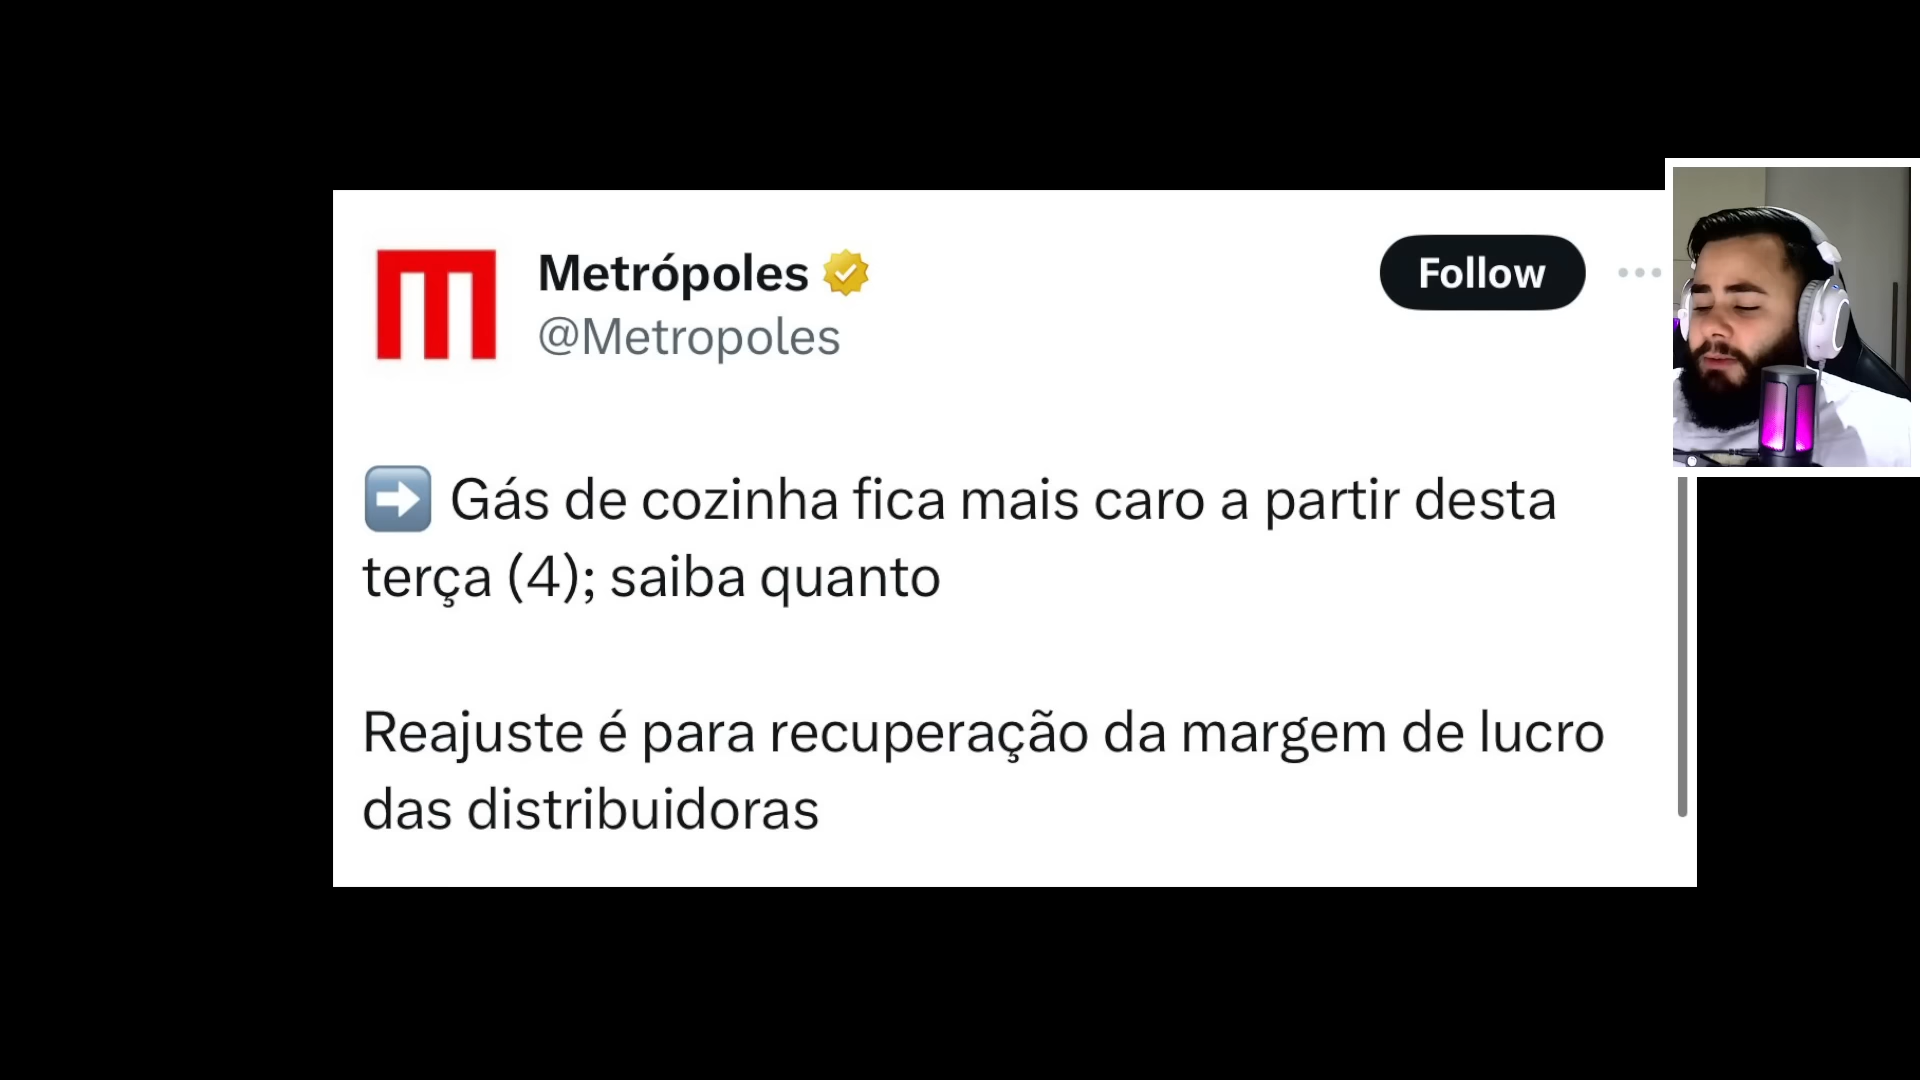 Metrópoles
Follow
@Metropoles
➡️ Gás de cozinha fica mais caro a partir desta
terça (4); saiba quanto
Reajuste é para recuperação da margem de lucro
das distribuidoras